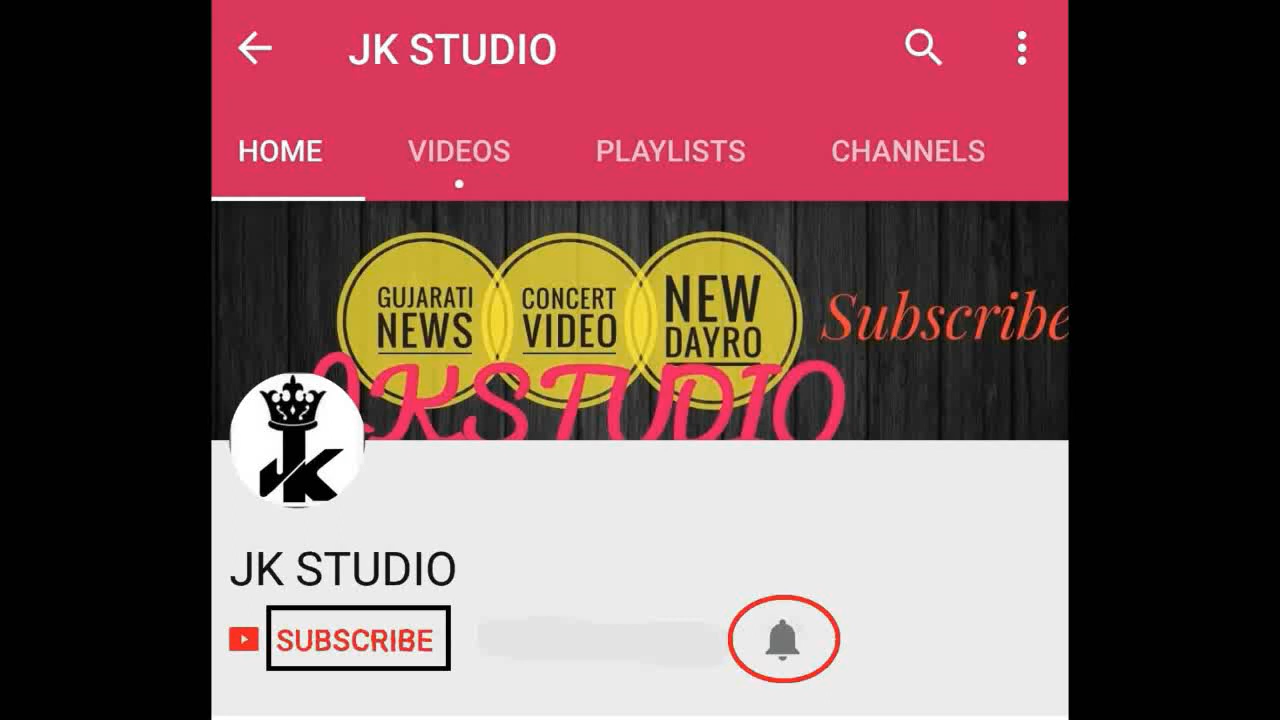 JK STUDIO
HOME VIDEOS PLAYLISTS CHANNELS
GUJARATI
NEWS
CONCERT
VIDEO
NEW
DAYRO
Subscribe
JKSTUDIO
JK
JK STUDIO
SUBSCRIBE